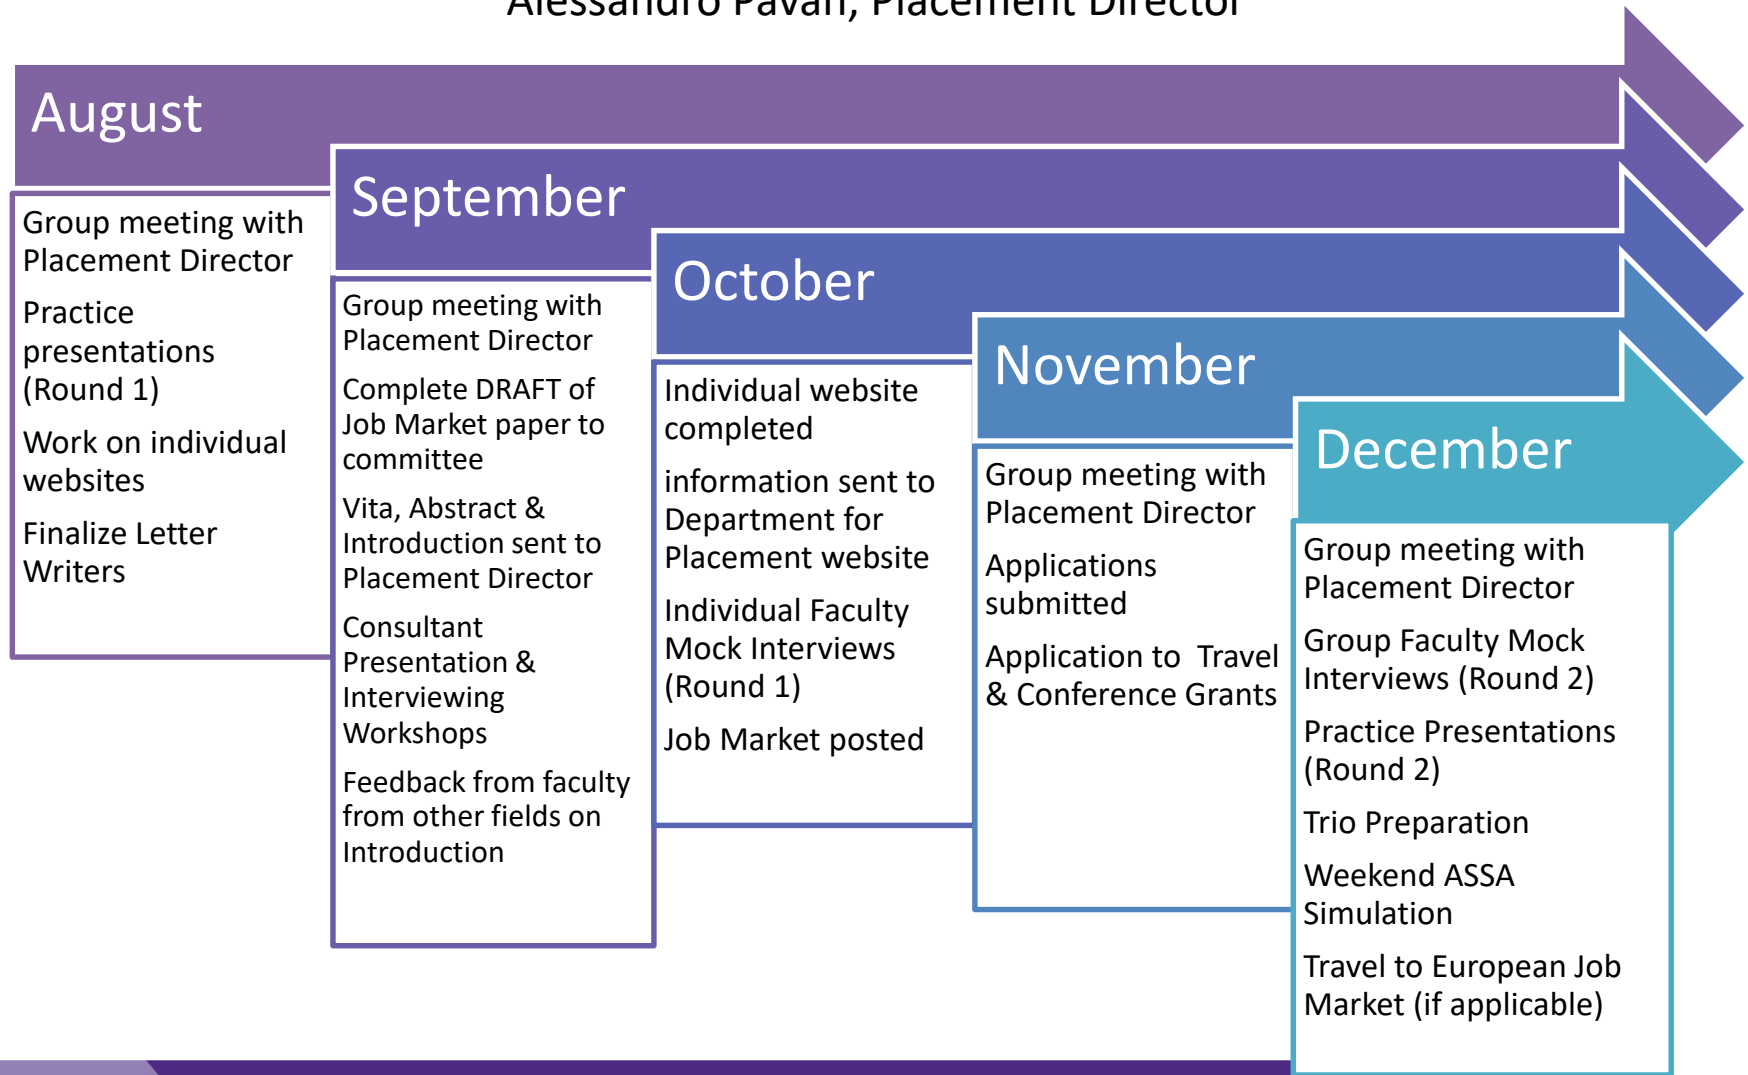 Alessandro Pavan, Placement Director
August
Group meeting with
Placement Director
Practice
presentations
(Round 1)
Work on individual
websites
Finalize Letter
Writers
September
Group meeting with
Placement Director
Complete DRAFT of
Job Market paper to
committee
Vita, Abstract &
Introduction sent to
Placement Director
Consultant
Presentation &
Interviewing
Workshops
Feedback from faculty
from other fields on
Introduction
October
Individual website
completed
information sent to
Department for
Placement website
Individual Faculty
Mock Interviews
(Round 1)
Job Market posted
November
Group meeting with
Placement Director
Applications
submitted
Application to  Travel
& Conference Grants
December
Group meeting with
Placement Director
Group Faculty Mock
Interviews (Round 2)
Practice Presentations
(Round 2)
Trio Preparation
Weekend ASSA
Simulation
Travel to European Job
Market (if applicable)